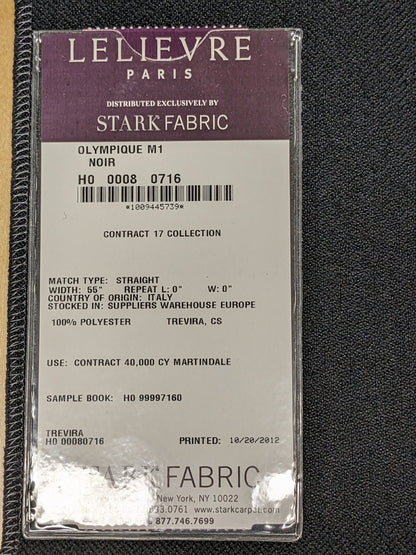 LELIEVRE
PARIS
DISTRIBUTED EXCLUSIVELY BY
STARK FABRIC
OLYMPIQUE M1
NOIR
H0 0008 0716
*1009445739*
CONTRACT 17 COLLECTION
MATCH TYPE: STRAIGHT
WIDTH: 55" REPEAT L: 0" W: 0"
COUNTRY OF ORIGIN: ITALY
STOCKED IN: SUPPLIERS WAREHOUSE EUROPE
100% POLYESTER TREVIRA, CS
USE: CONTRACT 40,000 CY MARTINDALE
SAMPLE BOOK: H0 99997160
TREVIRA
H0 00080716 PRINTED: 10/20/2012
STARK FABRIC
New York, NY 10022
.0761 www.starkcarpet.com
877.746.7699